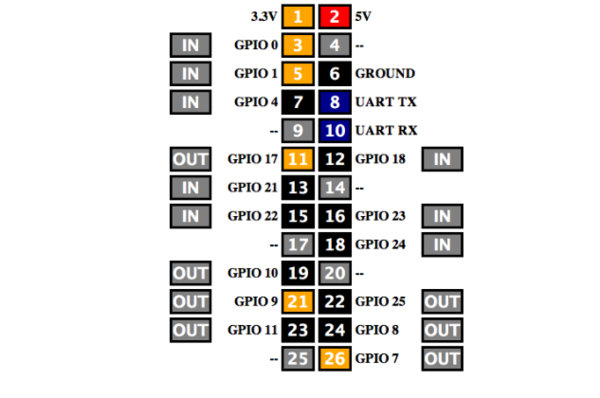 3.3V 1 2 5V
IN GPIO 0 3 4 --
IN GPIO 1 5 6 GROUND
IN GPIO 4 7 8 UART TX
-- 9 10 UART RX
OUT GPIO 17 11 12 GPIO 18 IN
IN GPIO 21 13 14 --
IN GPIO 22 15 16 GPIO 23 IN
-- 17 18 GPIO 24 IN
OUT GPIO 10 19 20 --
OUT GPIO 9 21 22 GPIO 25 OUT
OUT GPIO 11 23 24 GPIO 8 OUT
-- 25 26 GPIO 7 OUT